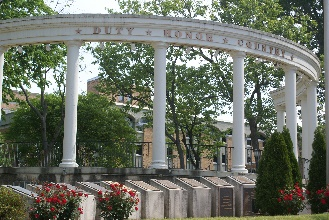 ★ DUTY ★ HONOR ★ COUNTRY ★